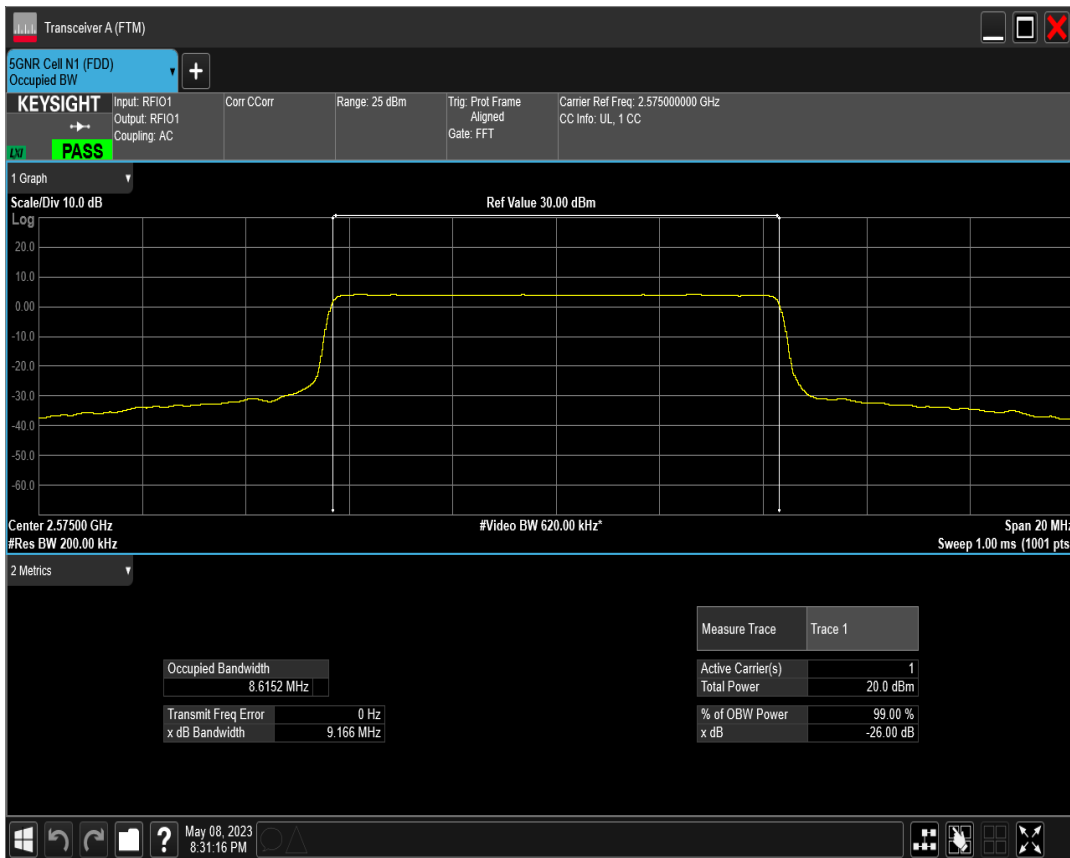 Transceiver A (FTM)
5GNR Cell N1 (FDD)
Occupied BW
+
KEYSIGHT
LXI
PASS
Input: RFIO1
Output: RFIO1
Coupling: AC
Corr CCorr
Range: 25 dBm
Trig: Prot Frame
Aligned
Gate: FFT
Carrier Ref Freq: 2.575000000 GHz
CC Info: UL, 1 CC
1 Graph
Scale/Div 10.0 dB
Ref Value 30.00 dBm
Log
20.0
10.0
0.00
-10.0
-20.0
-30.0
-40.0
-50.0
-60.0
Center 2.57500 GHz
#Video BW 620.00 kHz*
Span 20 MHz
#Res BW 200.00 kHz
Sweep 1.00 ms (1001 pts
2 Metrics
Measure Trace Trace 1
Occupied Bandwidth
8.6152 MHz
Active Carrier(s) 1
Total Power 20.0 dBm
Transmit Freq Error 0 Hz
x dB Bandwidth 9.166 MHz
% of OBW Power 99.00 %
x dB -26.00 dB
?
May 08, 2023
8:31:16 PM